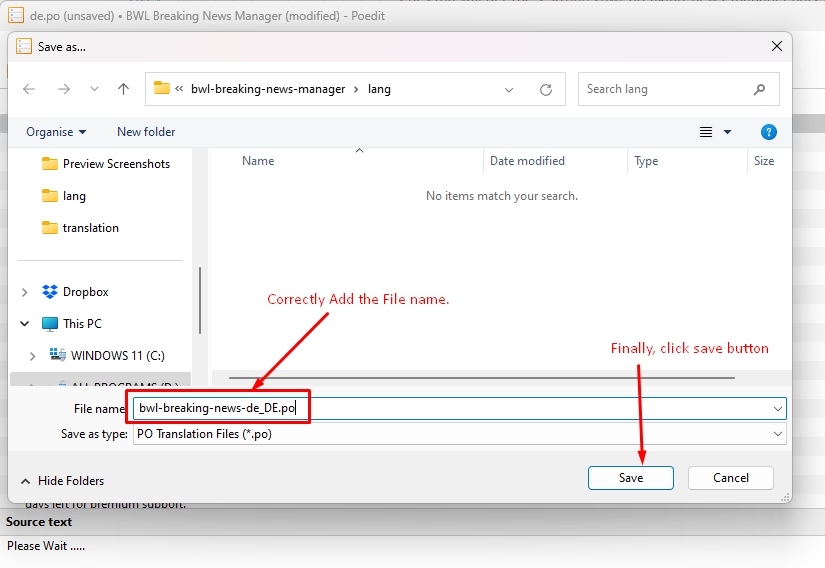 de.po (unsaved) • BWL Breaking News Manager (modified) - Poedit
Save as...
« bwl-breaking-news-manager › lang
Search lang
Organise
New folder
?
Preview Screenshots
lang
translation
Dropbox
This PC
WINDOWS 11 (C:)
ALL PROGRAMS (D:)
Name
Date modified
Type
Size
No items match your search.
Correctly Add the File name.
Finally, click save button
File name: bwl-breaking-news-de_DE.po
Save as type: PO Translation Files (*.po)
Hide Folders
Save
Cancel
days left for premium support.
Source text
Please Wait .....